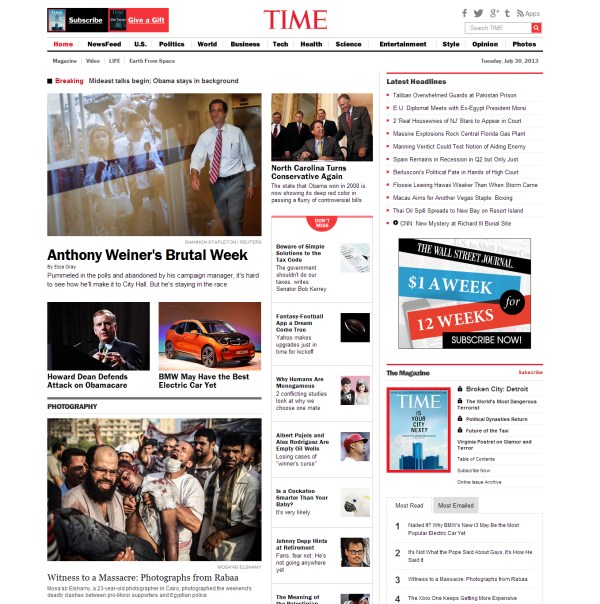 Subscribe
Give a Gift
TIME
Apps
Search TIME
Home NewsFeed U.S. Politics World Business Tech Health Science Entertainment Style Opinion Photos
Magazine Video LIFE Earth From Space
Tuesday, July 30, 2013
Breaking Mideast talks begin; Obama stays in background
SHANNON STAPLETON / REUTERS
Anthony Weiner's Brutal Week
By Eliza Gray
Pummeled in the polls and abandoned by his campaign manager, it's hard
to see how he'll make it to City Hall. But he's staying in the race
Howard Dean Defends
Attack on Obamacare
BMW May Have the Best
Electric Car Yet
PHOTOGRAPHY
MOSA'AB ELSHAMY
Witness to a Massacre: Photographs from Rabaa
Mosa'ab Elshamy, a 23-year-old photographer in Cairo, photographed the weekend's
deadly clashes between pro-Morsi supporters and Egyptian police
North Carolina Turns
Conservative Again
The state that Obama won in 2008 is
now showing its deep red color in
passing a flurry of controversial bills
DON'T
MISS
Beware of Simple
Solutions to the
Tax Code
The government
shouldn't do our
taxes, writes
Senator Bob Kerrey
Fantasy-Football
App a Dream
Come True
Yahoo makes
upgrades just in
time for kickoff
Why Humans Are
Monogamous
2 conflicting studies
look at why we
choose one mate
Albert Pujols and
Alex Rodriguez Are
Empty Oil Wells
Losing cases of
"winner's curse"
Is a Cockatoo
Smarter Than Your
Baby?
It's very likely
Johnny Depp Hints
at Retirement
Fans, fear not: He's
not going anywhere
yet
The Meaning of
the Palestinian
Latest Headlines
Taliban Overwhelmed Guards at Pakistan Prison
E.U. Diplomat Meets with Ex-Egypt President Morsi
2 'Real Housewives of NJ' Stars to Appear in Court
Massive Explosions Rock Central Florida Gas Plant
Manning Verdict Could Test Notion of Aiding Enemy
Spain Remains in Recession in Q2 but Only Just
Berlusconi's Political Fate in Hands of High Court
Flossie Leaving Hawaii Weaker Than When Storm Came
Macau Aims for Another Vegas Staple: Boxing
Thai Oil Spill Spreads to New Bay on Resort Island
CNN: New Mystery at Richard III Burial Site
THE WALL STREET JOURNAL.
$1 A WEEK
for
12 WEEKS
SUBSCRIBE NOW!
The Magazine
Subscribe
TIME
IS
YOUR
CITY
NEXT?
Broken City: Detroit
The World's Most Dangerous
Terrorist
Political Dynasties Return
Future of the Taxi
Virginia Postrel on Glamor and
Terror
Table of Contents
Subscribe Now
Online Issue Archive
Most Read Most Emailed
1 Nailed It? Why BMW's New i3 May Be the Most
Popular Electric Car Yet
2 It's Not What the Pope Said About Gays, It's How He
Said It
3 Witness to a Massacre: Photographs from Rabaa
4 The Xbox One Keeps Getting More Expensive